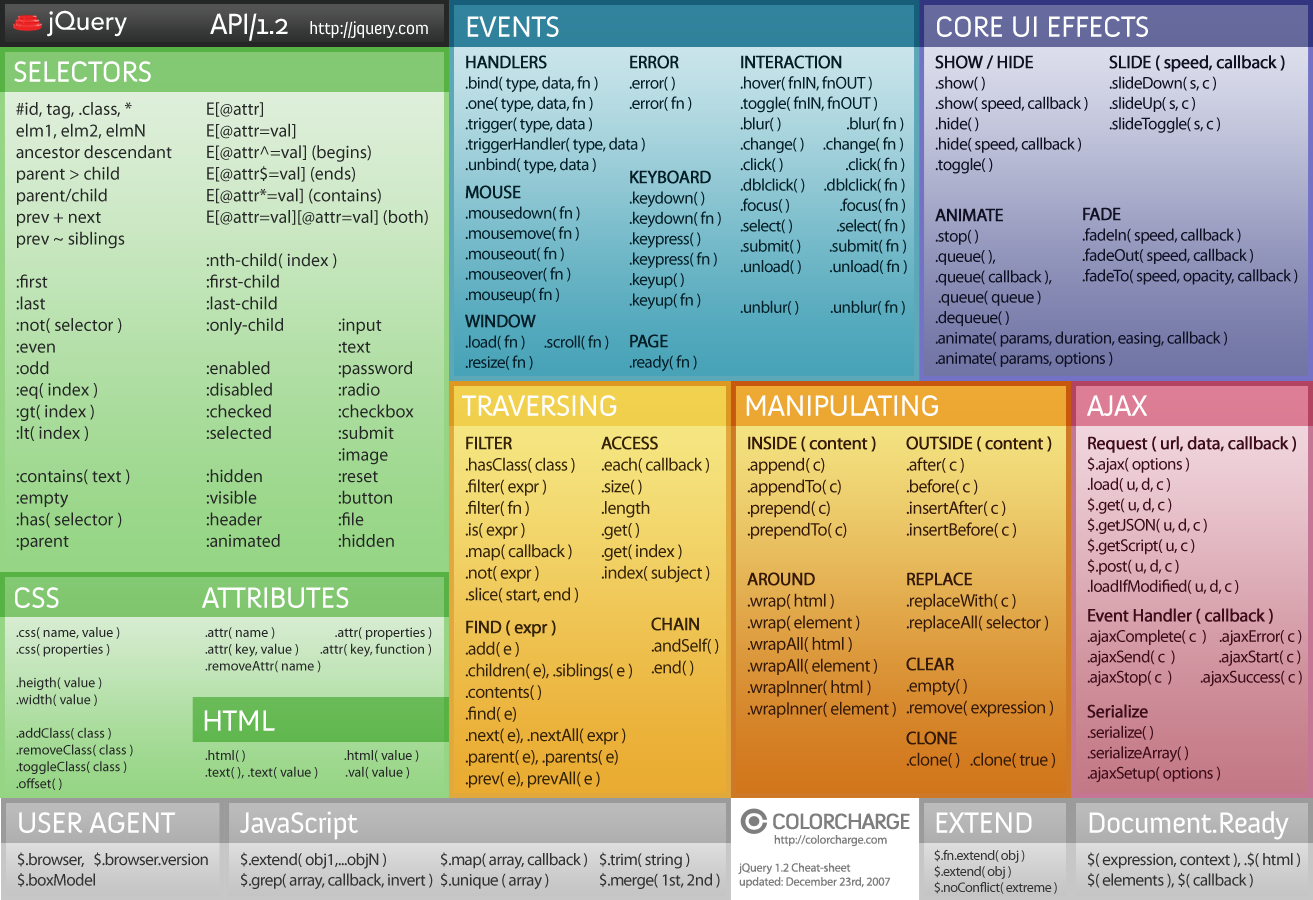 jQuery API/1.2 http://jquery.com
SELECTORS
#id, tag, .class, *
elm1, elm2, elmN
ancestor descendant
parent > child
parent/child
prev + next
prev ~ siblings
:first
:last
:not( selector )
:even
:odd
:eq( index )
:gt( index )
:lt( index )
:contains( text )
:empty
:has( selector )
:parent
E[@attr]
E[@attr=val]
E[@attr^=val] (begins)
E[@attr$=val] (ends)
E[@attr*=val] (contains)
E[@attr=val][@attr=val] (both)
:nth-child( index )
:first-child
:last-child
:only-child
:enabled
:disabled
:checked
:selected
:hidden
:visible
:header
:animated
:input
:text
:password
:radio
:checkbox
:submit
:image
:reset
:button
:file
:hidden
CSS
.css( name, value )
.css( properties )
.heigth( value )
.width( value )
.addClass( class )
.removeClass( class )
.toggleClass( class )
.offset( )
ATTRIBUTES
.attr( name ) .attr( properties )
.attr( key, value ) .attr( key, function )
.removeAttr( name )
HTML
.html( ) .html( value )
.text( ), .text( value ) .val( value )
EVENTS
HANDLERS
.bind( type, data, fn )
.one( type, data, fn )
.trigger( type, data )
.triggerHandler( type, data )
.unbind( type, data )
MOUSE
.mousedown( fn )
.mousemove( fn )
.mouseout( fn )
.mouseover( fn )
.mouseup( fn )
WINDOW
.load( fn ) .scroll( fn )
.resize( fn )
ERROR
.error( )
.error( fn )
KEYBOARD
.keydown( )
.keydown( fn )
.keypress( )
.keypress( fn )
.keyup( )
.keyup( fn )
PAGE
.ready( fn )
INTERACTION
.hover( fnIN, fnOUT )
.toggle( fnIN, fnOUT )
.blur( ) .blur( fn )
.change( ) .change( fn )
.click( ) .click( fn )
.dblclick( ) .dblclick( fn )
.focus( ) .focus( fn )
.select( ) .select( fn )
.submit( ) .submit( fn )
.unload( ) .unload( fn )
.unblur( ) .unblur( fn )
CORE UI EFFECTS
SHOW / HIDE
.show( )
.show( speed, callback )
.hide( )
.hide( speed, callback )
.toggle( )
SLIDE ( speed, callback )
.slideDown( s, c )
.slideUp( s, c )
.slideToggle( s, c )
ANIMATE
.stop( )
.queue( ),
.queue( callback ),
.queue( queue )
.dequeue( )
.animate( params, duration, easing, callback )
.animate( params, options )
FADE
.fadeIn( speed, callback )
.fadeOut( speed, callback )
.fadeTo( speed, opacity, callback )
TRAVERSING
FILTER
.hasClass( class )
.filter( expr )
.filter( fn )
.is( expr )
.map( callback )
.not( expr )
.slice( start, end )
ACCESS
.each( callback )
.size( )
.length
.get( )
.get( index )
.index( subject )
FIND ( expr )
.add( e )
.children( e), .siblings( e )
.contents( )
.find( e)
.next( e), .nextAll( expr )
.parent( e), .parents( e)
.prev( e), prevAll( e )
CHAIN
.andSelf( )
.end( )
MANIPULATING
INSIDE ( content )
.append( c)
.appendTo( c)
.prepend( c)
.prependTo( c)
OUTSIDE ( content )
.after( c )
.before( c )
.insertAfter( c )
.insertBefore( c )
AROUND
.wrap( html )
.wrap( element )
.wrapAll( html )
.wrapAll( element )
.wrapInner( html )
.wrapInner( element )
REPLACE
.replaceWith( c )
.replaceAll( selector )
CLEAR
.empty( )
.remove( expression )
CLONE
.clone( ) .clone( true )
AJAX
Request ( url, data, callback )
$.ajax( options )
.load( u, d, c )
$.get( u, d, c )
$.getJSON( u, d, c )
$.getScript( u, c )
$.post( u, d, c )
.loadIfModified( u, d, c )
Event Handler ( callback )
.ajaxComplete( c ) .ajaxError( c )
.ajaxSend( c ) .ajaxStart( c )
.ajaxStop( c ) .ajaxSuccess( c )
Serialize
.serialize( )
.serializeArray( )
.ajaxSetup( options )
USER AGENT
$.browser, $.browser.version
$.boxModel
JavaScript
$.extend( obj1,...objN ) $.map( array, callback ) $.trim( string )
$.grep( array, callback, invert ) $.unique ( array ) $.merge( 1st, 2nd )
COLORCHARGE
http://colorcharge.com
jQuery 1.2 Cheat-sheet
updated: December 23rd, 2007
EXTEND
$.fn.extend( obj )
$.extend( obj )
$.noConflict( extreme )
Document.Ready
$( expression, context ), .$( html )
$( elements ), $( callback )